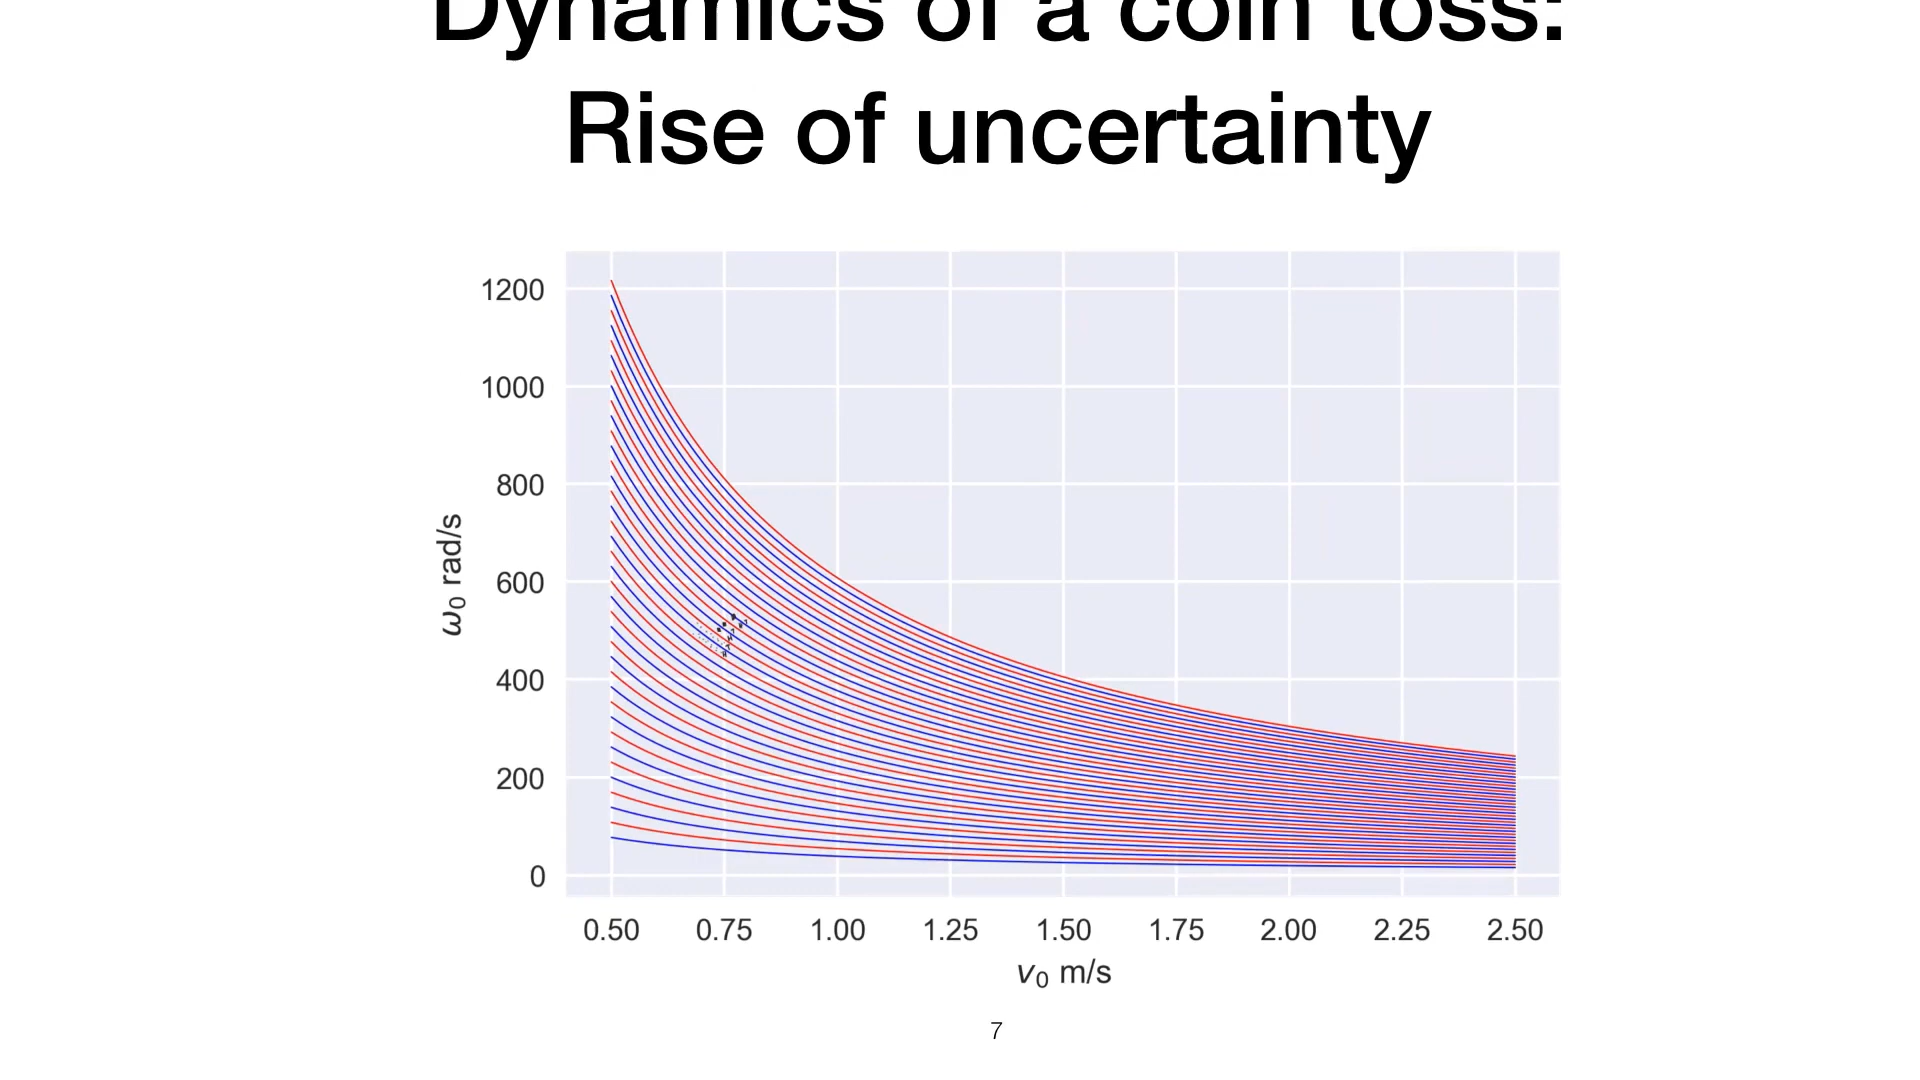 Dynamics of a coin toss:
Rise of uncertainty
1200
1000
800
600
400
200
0
ω₀ rad/s
0.50 0.75 1.00 1.25 1.50 1.75 2.00 2.25 2.50
v₀ m/s
7